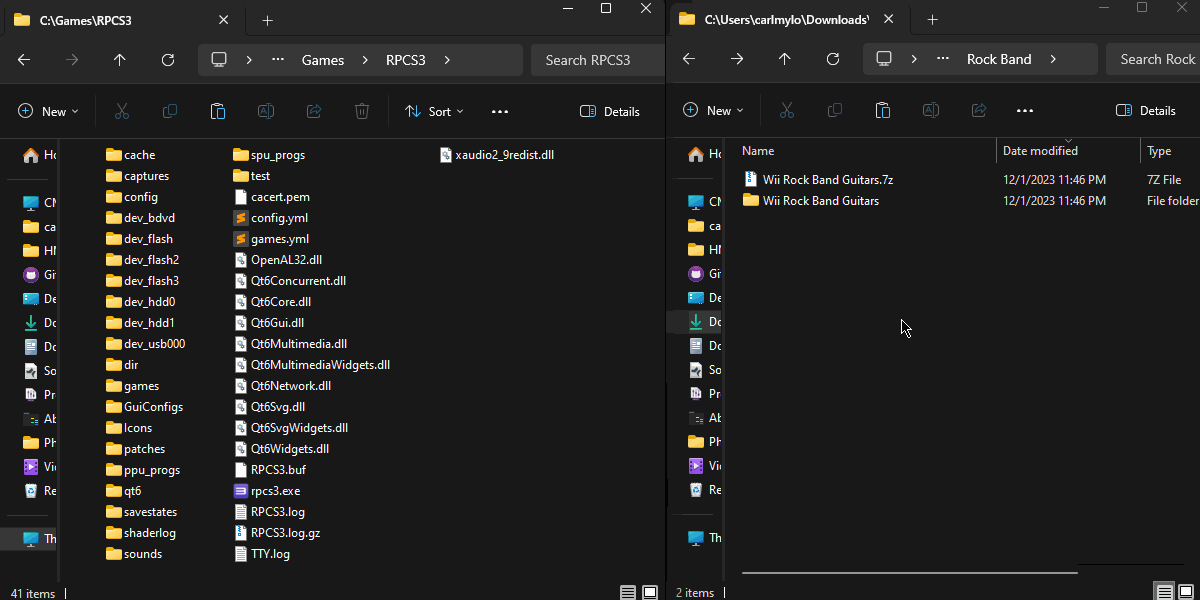 C:\Games\RPCS3
Games
RPCS3
Search RPCS3
New
Sort
Details
Ho
CM
ca
HM
Gi
De
Do
Do
So
Pr
Ab
Ph
Vi
Re
Th
cache
captures
config
dev_bdvd
dev_flash
dev_flash2
dev_flash3
dev_hdd0
dev_hdd1
dev_usb000
dir
games
GuiConfigs
Icons
patches
ppu_progs
qt6
savestates
shaderlog
sounds
spu_progs
test
cacert.pem
config.yml
games.yml
OpenAL32.dll
Qt6Concurrent.dll
Qt6Core.dll
Qt6Gui.dll
Qt6Multimedia.dll
Qt6MultimediaWidgets.dll
Qt6Network.dll
Qt6Svg.dll
Qt6SvgWidgets.dll
Qt6Widgets.dll
RPCS3.buf
rpcs3.exe
RPCS3.log
RPCS3.log.gz
TTY.log
xaudio2_9redist.dll
41 items
C:\Users\carlmylo\Downloads\
Rock Band
Search Rock
New
Details
Ho
CM
ca
HM
Gi
De
Do
Do
So
Pr
Ab
Ph
Vi
Re
Th
Name Date modified Type
Wii Rock Band Guitars.7z 12/1/2023 11:46 PM 7Z File
Wii Rock Band Guitars 12/1/2023 11:46 PM File folder
2 items